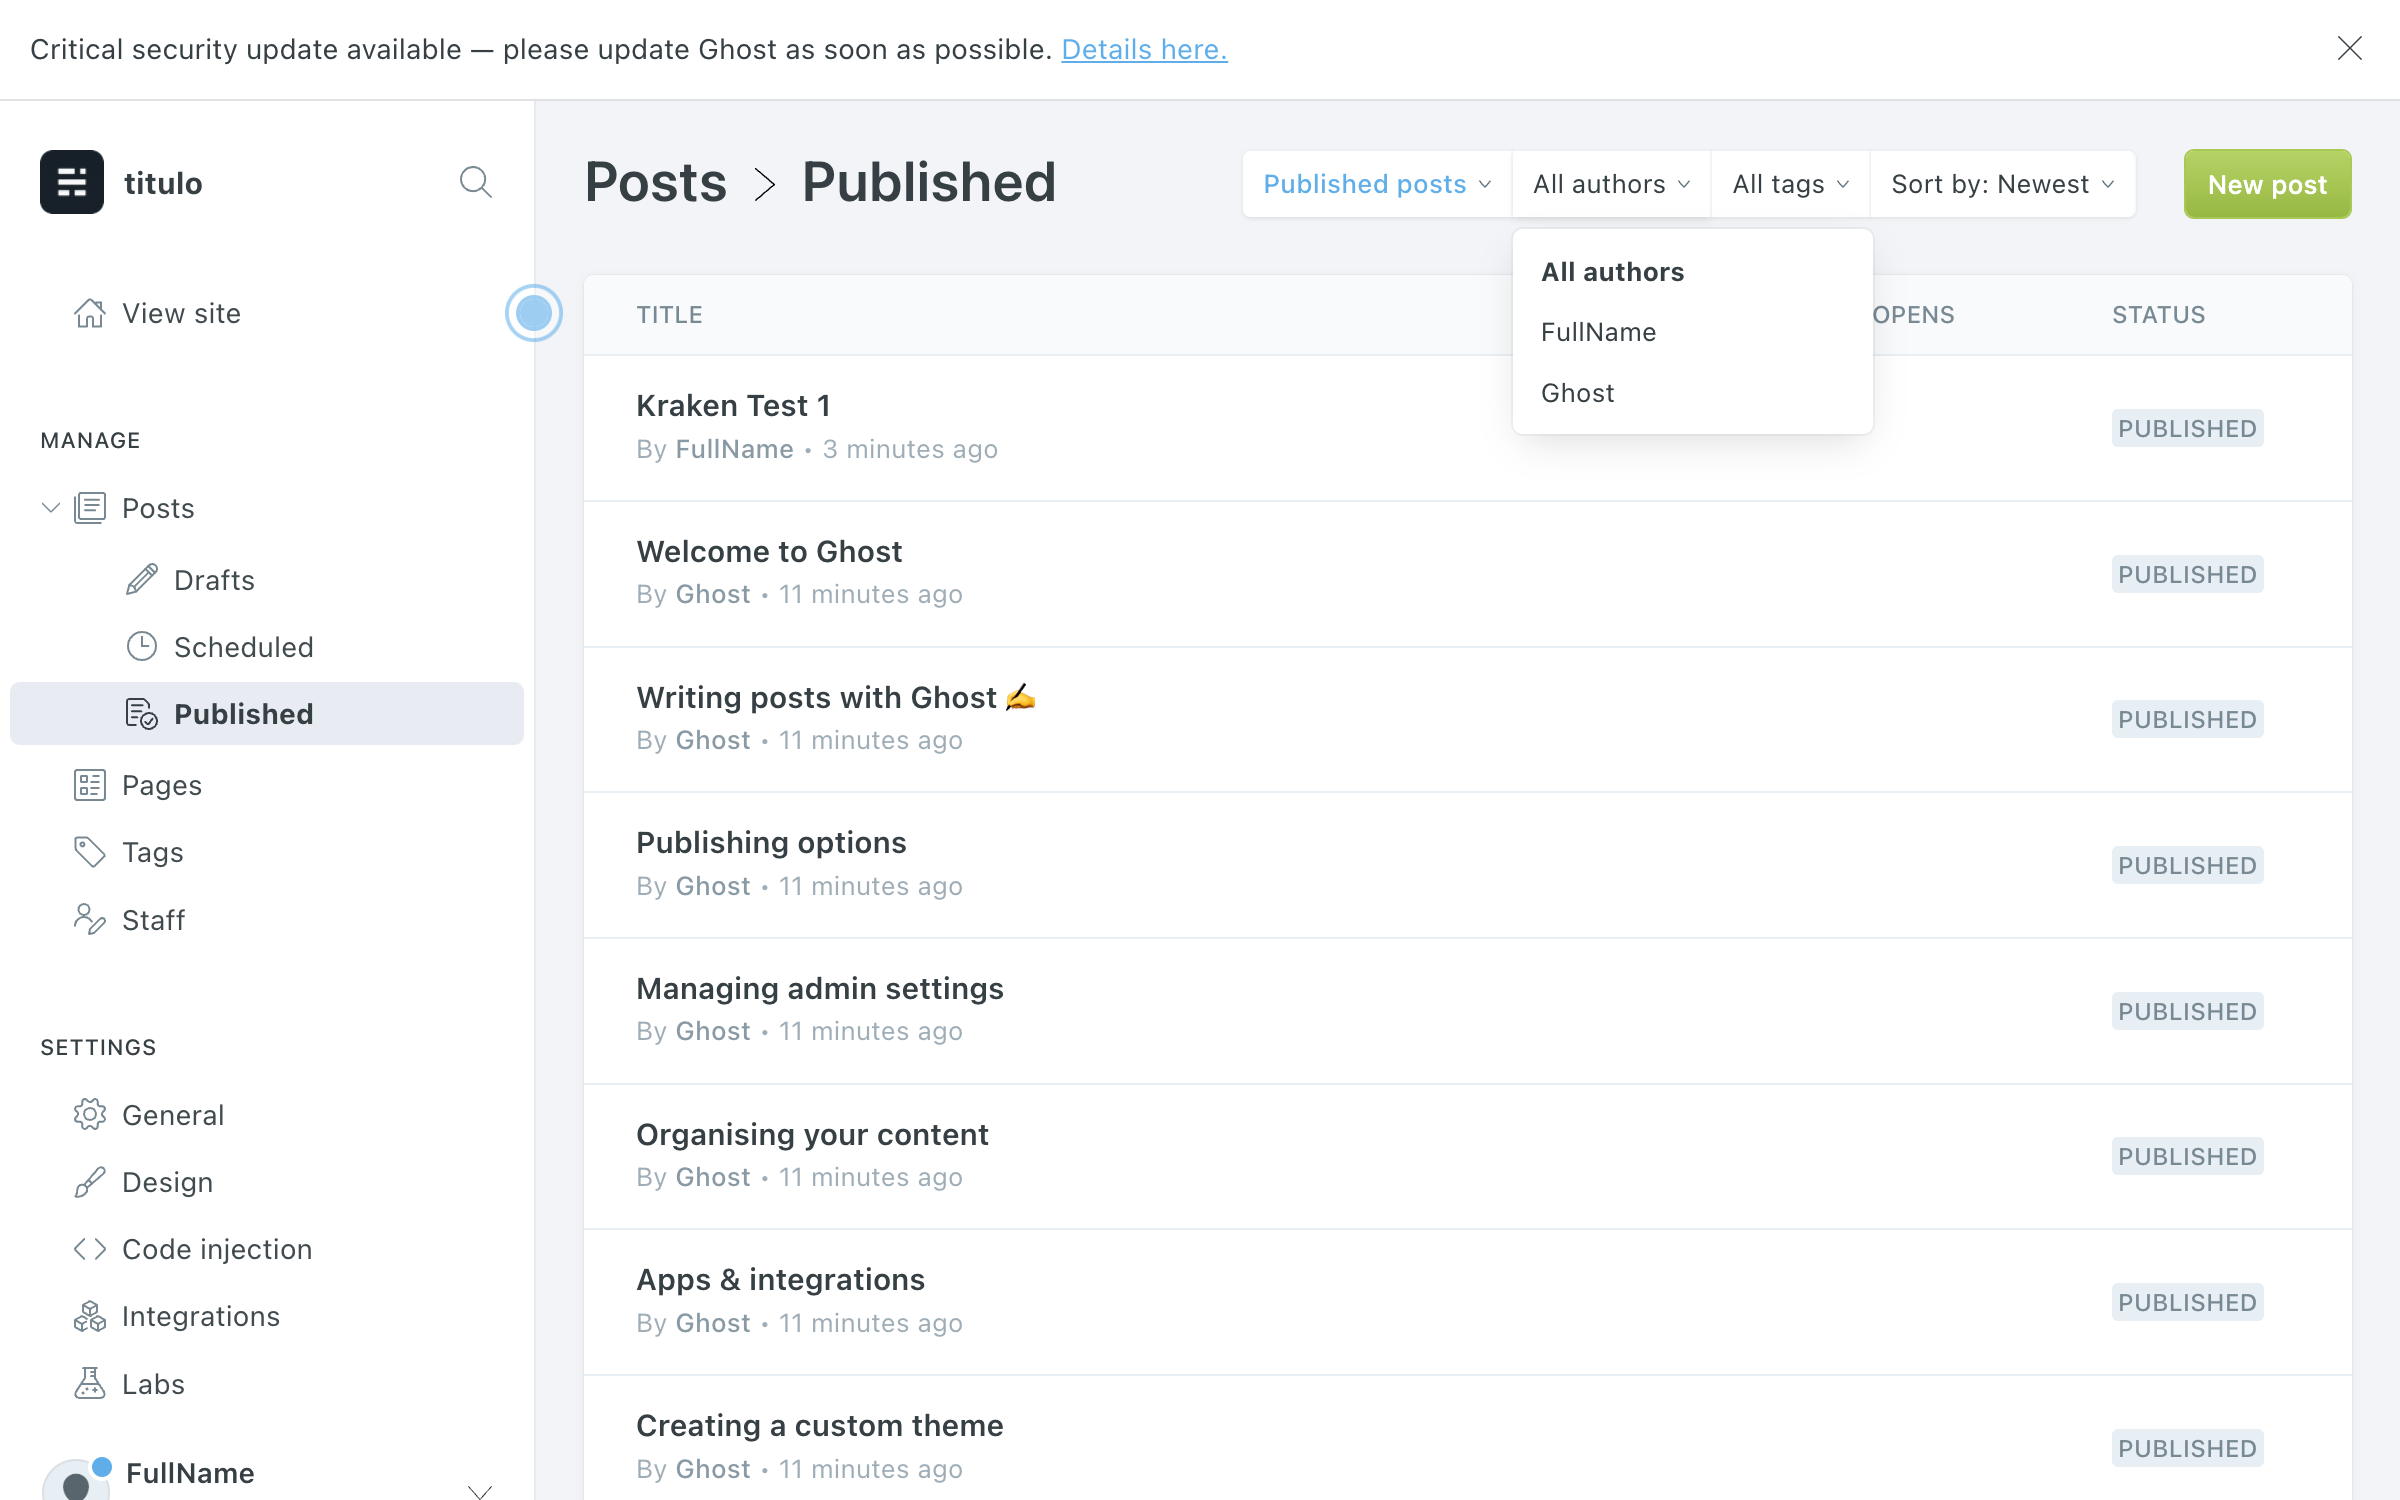 Critical security update available — please update Ghost as soon as possible. Details here.
titulo
View site
MANAGE
Posts
Drafts
Scheduled
Published
Pages
Tags
Staff
SETTINGS
General
Design
Code injection
Integrations
Labs
FullName
Posts > Published
Published posts
All authors
All tags
Sort by: Newest
New post
All authors
FullName
Ghost
TITLE
OPENS
STATUS
Kraken Test 1
By FullName • 3 minutes ago
PUBLISHED
Welcome to Ghost
By Ghost • 11 minutes ago
PUBLISHED
Writing posts with Ghost ✍️
By Ghost • 11 minutes ago
PUBLISHED
Publishing options
By Ghost • 11 minutes ago
PUBLISHED
Managing admin settings
By Ghost • 11 minutes ago
PUBLISHED
Organising your content
By Ghost • 11 minutes ago
PUBLISHED
Apps & integrations
By Ghost • 11 minutes ago
PUBLISHED
Creating a custom theme
By Ghost • 11 minutes ago
PUBLISHED